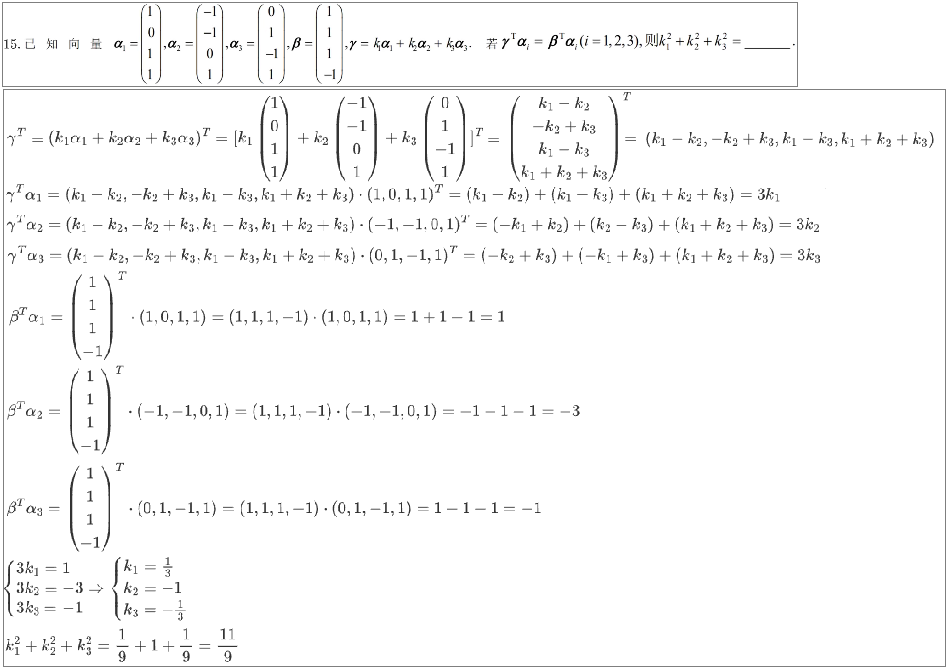 15. 已知向量 α₁ = (1, 0, 1, 1), α₂ = (−1, −1, 0, 1), α₃ = (0, 1, −1, 1), β = (1, 1, 1, −1), γ = k₁α₁ + k₂α₂ + k₃α₃. 若 γᵀαᵢ = βᵀαᵢ (i = 1, 2, 3), 则k₁² + k₂² + k₃² = ______ .
γᵀ = (k₁α₁ + k₂α₂ + k₃α₃)ᵀ = [k₁ (1, 0, 1, 1) + k₂ (−1, −1, 0, 1) + k₃ (0, 1, −1, 1) ]ᵀ = (k₁ − k₂, −k₂ + k₃, k₁ − k₃, k₁ + k₂ + k₃)ᵀ = (k₁ − k₂, −k₂ + k₃, k₁ − k₃, k₁ + k₂ + k₃)
γᵀα₁ = (k₁ − k₂, −k₂ + k₃, k₁ − k₃, k₁ + k₂ + k₃) · (1, 0, 1, 1)ᵀ = (k₁ − k₂) + (k₁ − k₃) + (k₁ + k₂ + k₃) = 3k₁
γᵀα₂ = (k₁ − k₂, −k₂ + k₃, k₁ − k₃, k₁ + k₂ + k₃) · (−1, −1. 0, 1)ᵀ = (−k₁ + k₂) + (k₂ − k₃) + (k₁ + k₂ + k₃) = 3k₂
γᵀα₃ = (k₁ − k₂, −k₂ + k₃, k₁ − k₃, k₁ + k₂ + k₃) · (0, 1, −1, 1)ᵀ = (−k₂ + k₃) + (−k₁ + k₃) + (k₁ + k₂ + k₃) = 3k₃
βᵀα₁ = (1, 1, 1, −1)ᵀ · (1, 0, 1, 1) = (1, 1, 1, −1) · (1, 0, 1, 1) = 1 + 1 − 1 = 1
βᵀα₂ = (1, 1, 1, −1)ᵀ · (−1, −1, 0, 1) = (1, 1, 1, −1) · (−1, −1, 0, 1) = −1 − 1 − 1 = −3
βᵀα₃ = (1, 1, 1, −1)ᵀ · (0, 1, −1, 1) = (1, 1, 1, −1) · (0, 1, −1, 1) = 1 − 1 − 1 = −1
{ 3k₁ = 1 { k₁ = 1/3
3k₂ = −3 ⇒ k₂ = −1
3k₃ = −1 k₃ = −1/3
k₁² + k₂² + k₃² = 1/9 + 1 + 1/9 = 11/9